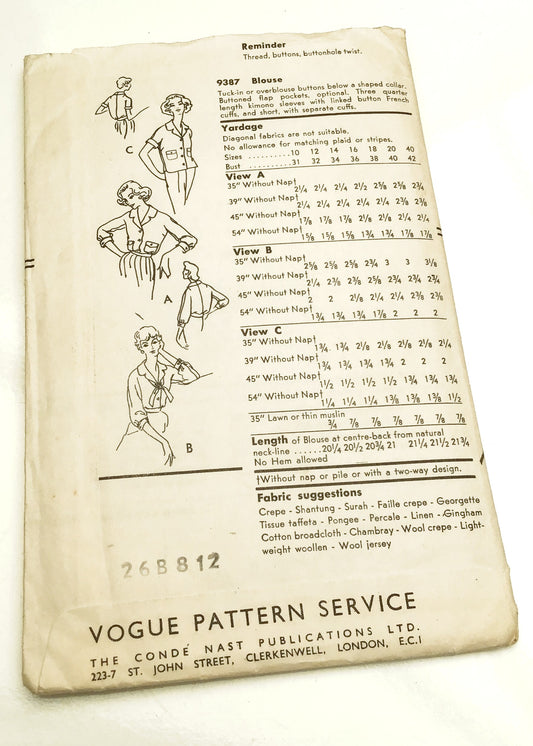 Reminder
Thread, buttons, buttonhole twist.
9387 Blouse
Tuck-in or overblouse buttons below a shaped collar.
Buttoned flap pockets, optional. Three quarter
length kimono sleeves with linked button French
cuffs, and short, with separate cuffs.
Yardage
Diagonal fabrics are not suitable.
No allowance for matching plaid or stripes.
Sizes .......... 10 12 14 16 18 20 40
Bust .......... 31 32 34 36 38 40 42
View A
35" Without Nap† 2¼ 2¼ 2¼ 2½ 2⅝ 2⅝ 2¾
39" Without Nap† 2¼ 2¼ 2¼ 2¼ 2¼ 2⅜ 2⅜
45" Without Nap† 1⅞ 1⅞ 1⅞ 2⅛ 2¼ 2¼ 2¼
54" Without Nap† 1⅝ 1⅝ 1⅝ 1¾ 1¾ 1⅞ 1⅞
View B
35" Without Nap† 2⅝ 2⅝ 2⅝ 2¾ 3 3 3⅛
39" Without Nap† 2¼ 2⅜ 2⅜ 2⅝ 2¾ 2¾ 2¾
45" Without Nap† 2 2 2⅛ 2¼ 2¼ 2⅜ 2⅜
54" Without Nap† 1¾ 1¾ 1¾ 1⅞ 2 2 2
View C
35" Without Nap† 1¾ 1¾ 2⅛ 2⅛ 2⅛ 2⅛ 2¼
39" Without Nap† 1¾ 1¾ 1¾ 1¾ 2 2 2
45" Without Nap† 1½ 1½ 1½ 1½ 1¾ 1¾ 1¾
54" Without Nap† 1¼ 1¼ 1¼ 1⅜ 1⅜ 1⅜ 1½
35" Lawn or thin muslin ¾ ⅞ ⅞ ⅞ ⅞ ⅞ ⅞
Length of Blouse at centre-back from natural
neck-line ...... 20¼ 20½ 20¾ 21 21¼ 21½ 21¾
No Hem allowed
†Without nap or pile or with a two-way design.
Fabric suggestions
Crepe - Shantung - Surah - Faille crepe - Georgette
Tissue taffeta - Pongee - Percale - Linen - Gingham
Cotton broadcloth - Chambray - Wool crepe - Light-
weight woollen - Wool jersey
C
A
B
26B812
VOGUE PATTERN SERVICE
THE CONDÉ NAST PUBLICATIONS LTD.
223-7 ST. JOHN STREET, CLERKENWELL, LONDON, E.C.1